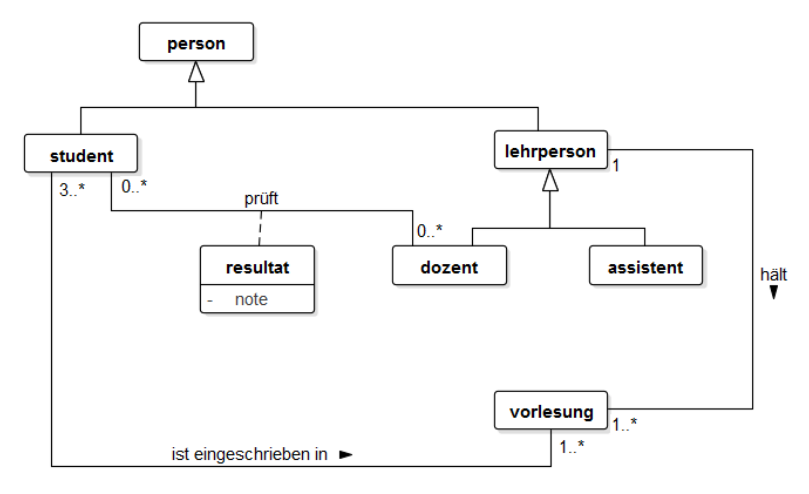 person
student
lehrperson
1
3..*
0..*
prüft
0..*
resultat
dozent
assistent
- note
hält
vorlesung
1..*
1..*
ist eingeschrieben in